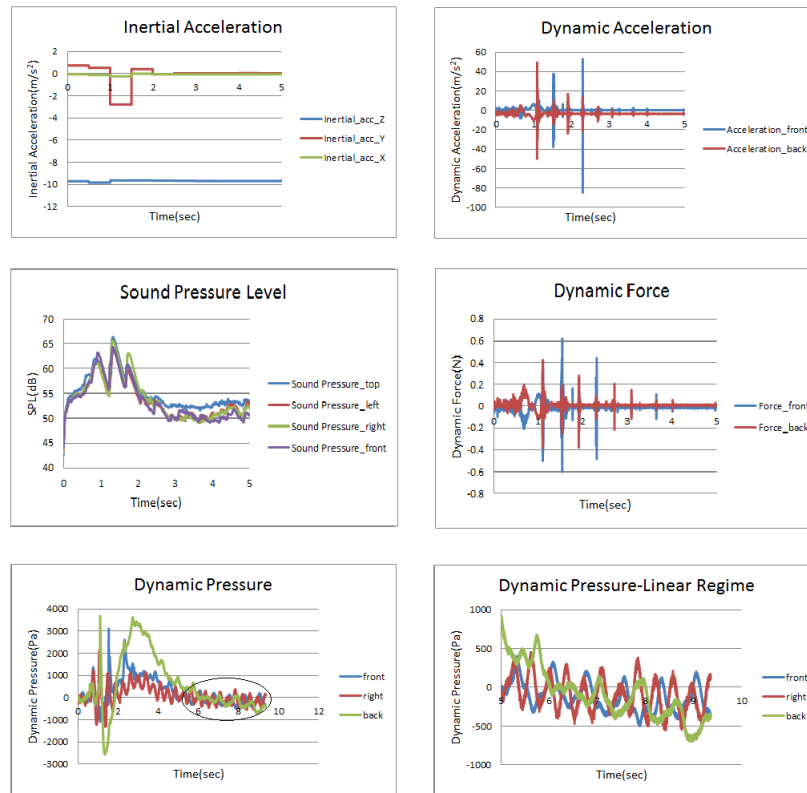 Inertial Acceleration
Inertial Acceleration(m/s²)
2
0
-2
-4
-6
-8
-10
-12
0 1 2 3 4 5
Time(sec)
Inertial_acc_Z
Inertial_acc_Y
Inertial_acc_X
Dynamic Acceleration
Dynamic Acceleration(m/s²)
60
40
20
0
-20
-40
-60
-80
-100
0 1 2 3 4 5
Time(sec)
Acceleration_front
Acceleration_back
Sound Pressure Level
SPL(dB)
70
65
60
55
50
45
40
0 1 2 3 4 5
Time(sec)
Sound Pressure_top
Sound Pressure_left
Sound Pressure_right
Sound Pressure_front
Dynamic Force
Dynamic Force(N)
0.8
0.6
0.4
0.2
0
-0.2
-0.4
-0.6
-0.8
0 1 2 3 4 5
Time(sec)
Force_front
Force_back
Dynamic Pressure
Dynamic Pressure(Pa)
4000
3000
2000
1000
0
-1000
-2000
-3000
0 2 4 6 8 10 12
Time(sec)
front
right
back
Dynamic Pressure-Linear Regime
Dynamic Pressure(Pa)
1000
500
0
-500
-1000
5 6 7 8 9 10
Time(sec)
front
right
back